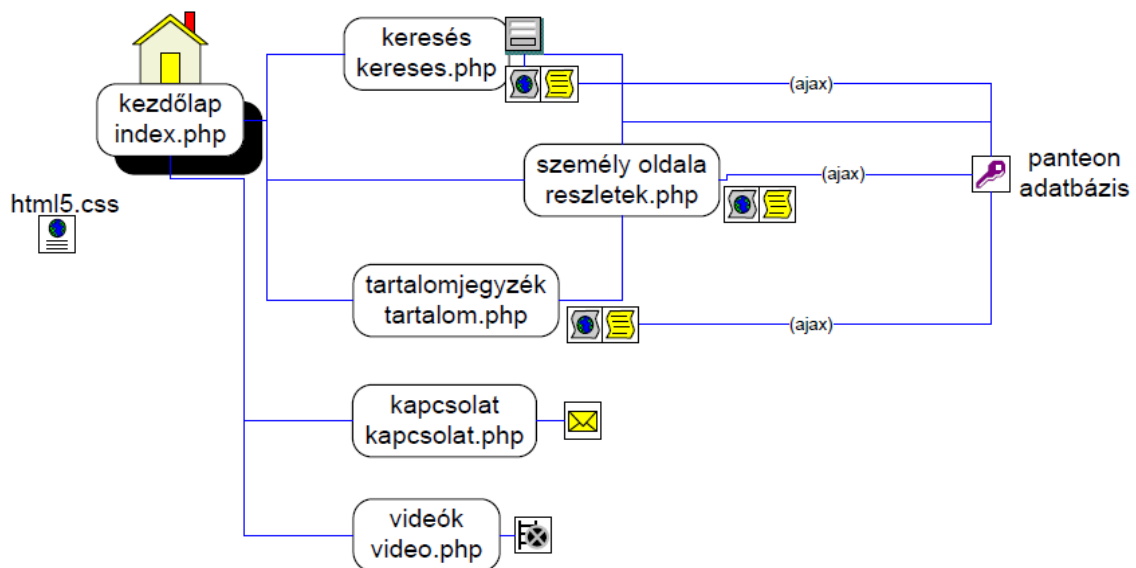 keresés
kereses.php
(ajax)
kezdőlap
index.php
személy oldala
reszletek.php
(ajax)
panteon
adatbázis
html5.css
tartalomjegyzék
tartalom.php
(ajax)
kapcsolat
kapcsolat.php
videók
video.php